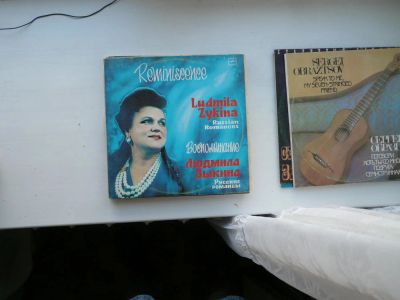 Reminiscence
Ludmila
Zykina
Russian
Romances
Воспоминание
Людмила
Зыкина
Русские
романсы
SERGEI
OBRAZTSOV
SPEAK TO ME,
MY SEVEN-STRINGED
FRIEND
СЕРГЕЙ